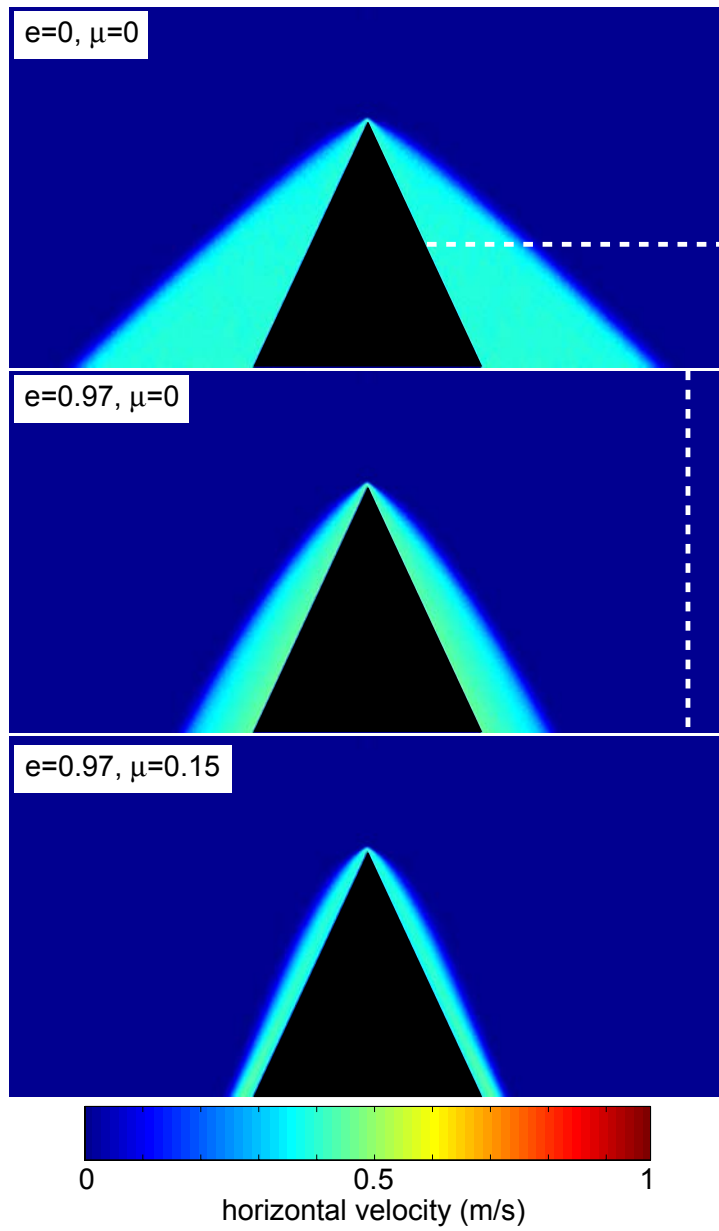 e=0, μ=0
e=0.97, μ=0
e=0.97, μ=0.15
0 0.5 1
horizontal velocity (m/s)